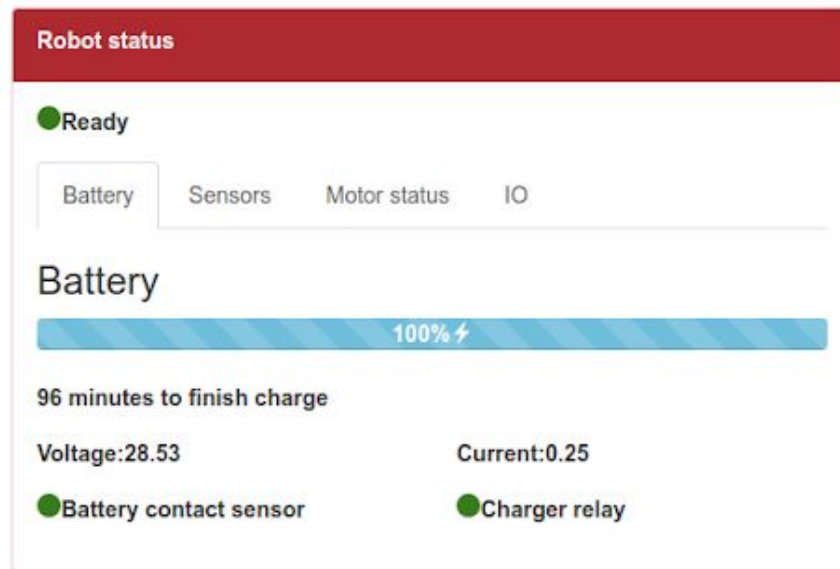 Robot status
Ready
Battery Sensors Motor status IO
Battery
100%
96 minutes to finish charge
Voltage:28.53 Current:0.25
Battery contact sensor Charger relay